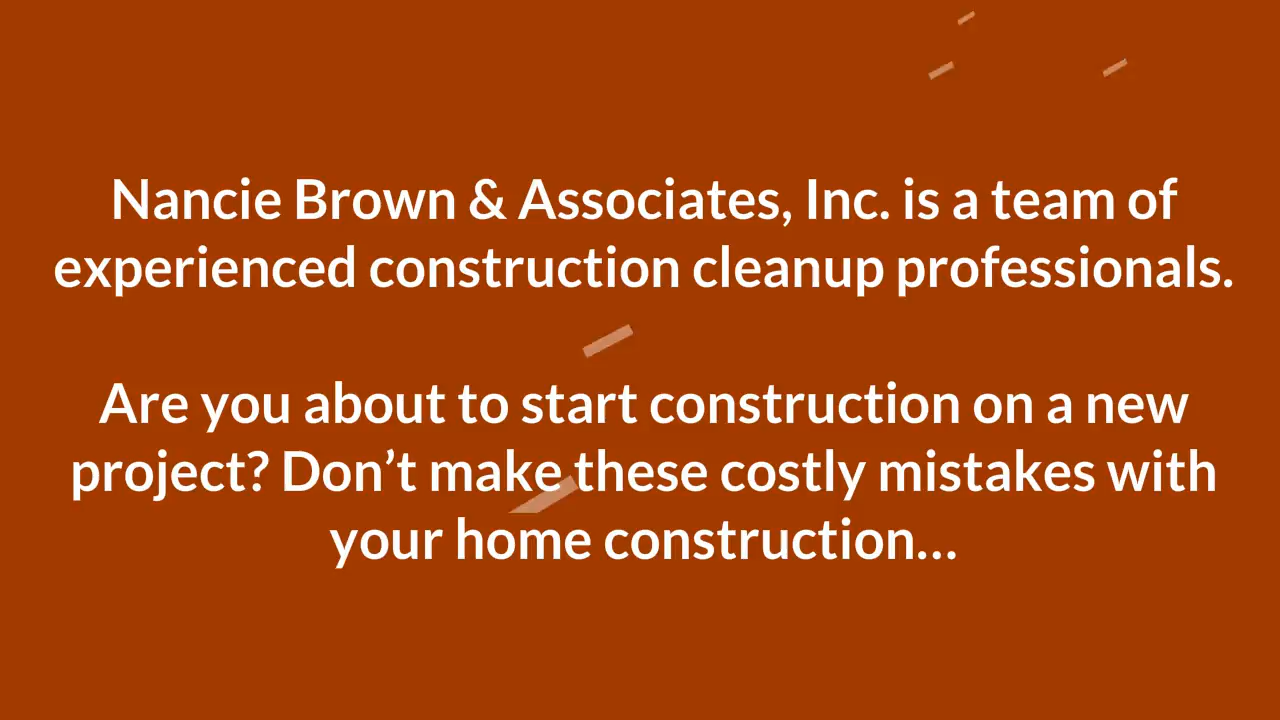 Nancie Brown & Associates, Inc. is a team of
experienced construction cleanup professionals.
Are you about to start construction on a new
project? Don’t make these costly mistakes with
your home construction...